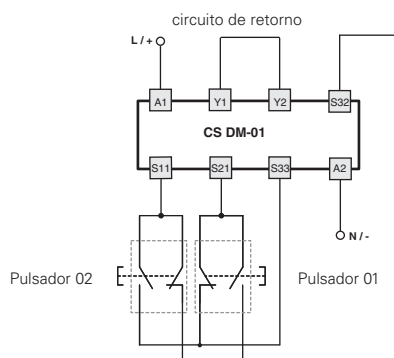 circuito de retorno
L / +
A1 Y1 Y2 S32
CS DM-01
S11 S21 S33 A2
N / -
Pulsador 02 Pulsador 01